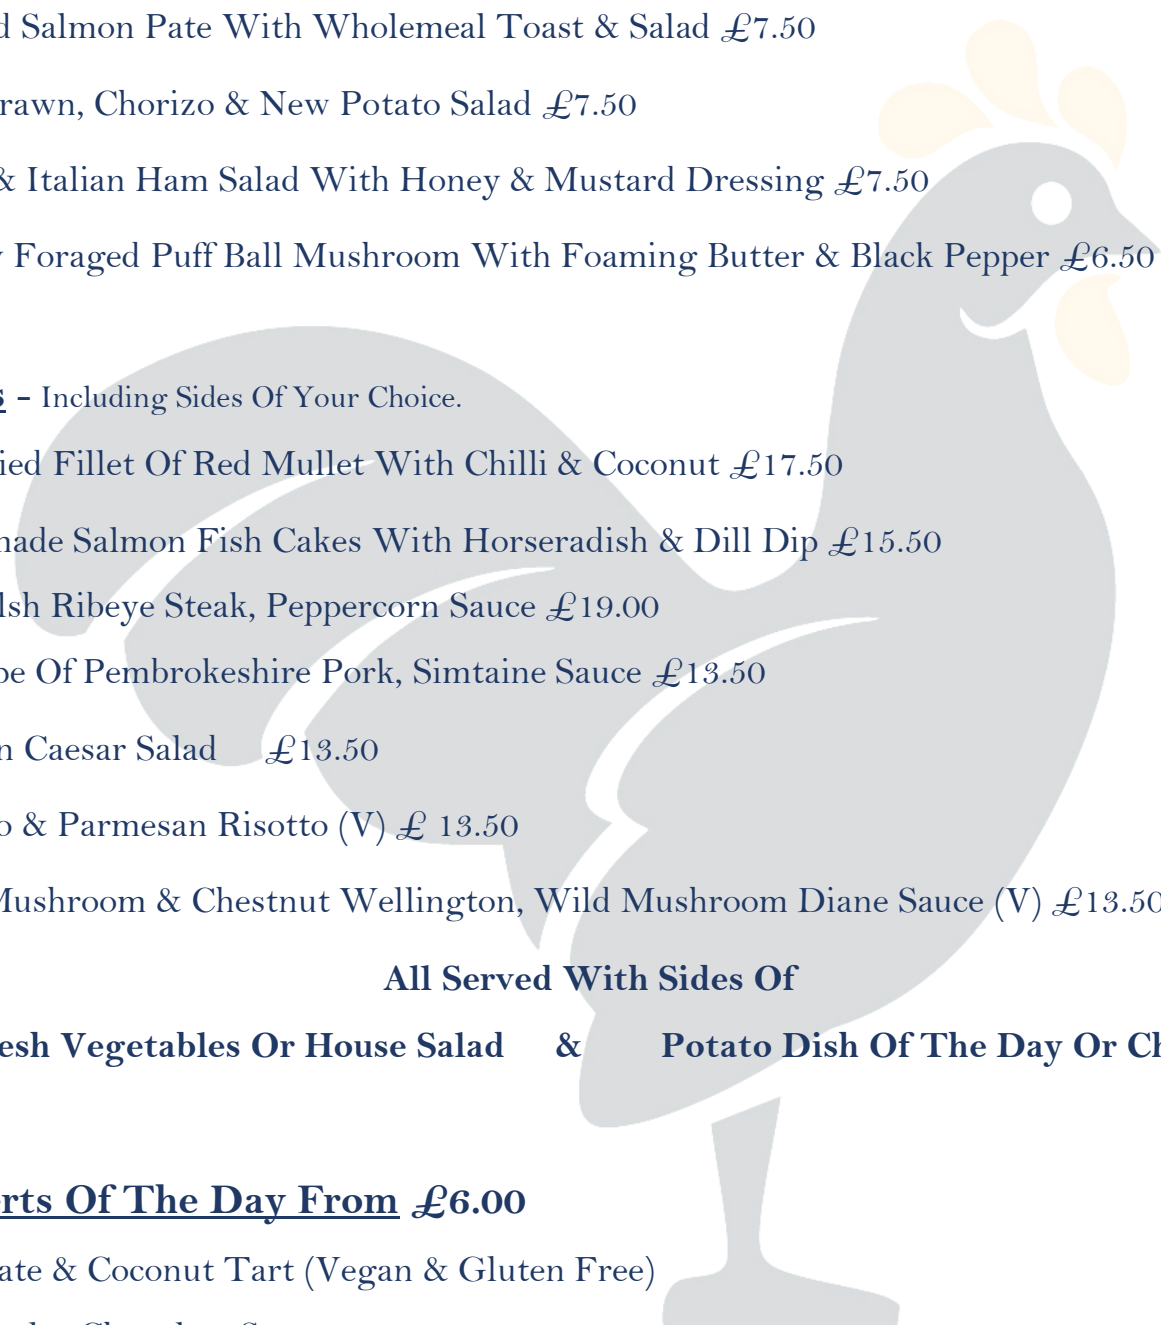 Salmon Pate With Wholemeal Toast & Salad £7.50
rawn, Chorizo & New Potato Salad £7.50
& Italian Ham Salad With Honey & Mustard Dressing £7.50
Foraged Puff Ball Mushroom With Foaming Butter & Black Pepper £6.50
s – Including Sides Of Your Choice.
ied Fillet Of Red Mullet With Chilli & Coconut £17.50
made Salmon Fish Cakes With Horseradish & Dill Dip £15.50
lsh Ribeye Steak, Peppercorn Sauce £19.00
pe Of Pembrokeshire Pork, Simtaine Sauce £13.50
n Caesar Salad £13.50
o & Parmesan Risotto (V) £ 13.50
Mushroom & Chestnut Wellington, Wild Mushroom Diane Sauce (V) £13.50
All Served With Sides Of
esh Vegetables Or House Salad & Potato Dish Of The Day Or Ch
rts Of The Day From £6.00
ate & Coconut Tart (Vegan & Gluten Free)